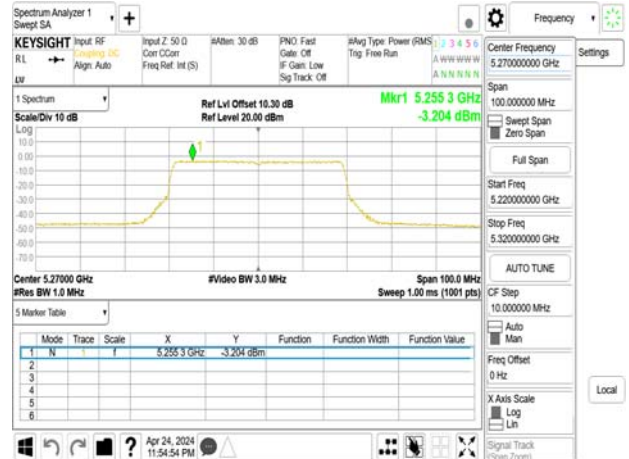 Spectrum Analyzer 1
Swept SA
+
Frequency
KEYSIGHT
RL
Input: RF
Coupling: DC
Align: Auto
Input Z: 50 Ω
Corr CCorr
Freq Ref: Int (S)
#Atten: 30 dB
PNO: Fast
Gate: Off
IF Gain: Low
Sig Track: Off
#Avg Type: Power (RMS
Trig: Free Run
1 2 3 4 5 6
A W W W W W
A N N N N N
Center Frequency
5.270000000 GHz
Settings
1 Spectrum
Scale/Div 10 dB
Ref Lvl Offset 10.30 dB
Ref Level 20.00 dBm
Mkr1 5.255 3 GHz
-3.204 dBm
Log
10.0
0.00
-10.0
-20.0
-30.0
-40.0
-50.0
-60.0
-70.0
1
Span
100.000000 MHz
Swept Span
Zero Span
Full Span
Start Freq
5.220000000 GHz
Stop Freq
5.320000000 GHz
AUTO TUNE
Center 5.27000 GHz
#Res BW 1.0 MHz
#Video BW 3.0 MHz
Span 100.0 MHz
Sweep 1.00 ms (1001 pts)
CF Step
10.000000 MHz
Auto
Man
5 Marker Table
Mode Trace Scale X Y Function Function Width Function Value
1 N 1 f 5.255 3 GHz -3.204 dBm
2
3
4
5
6
Freq Offset
0 Hz
X Axis Scale
Log
Lin
Local
Signal Track
(Span Zoom)
?
Apr 24, 2024
11:54:54 PM